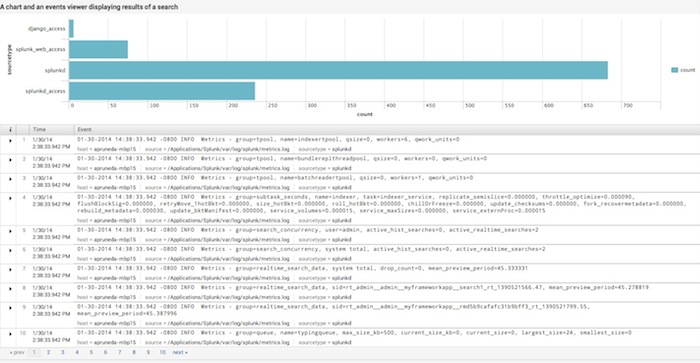 A chart and an events viewer displaying results of a search
sourcetype
django_access
splunk_web_access
splunkd
splunkd_access
0 50 100 150 200 250 300 350 400 450 500 550 600 650 700
count
count
i Time Event
1 1/30/14 2:38:33.942 PM 01-30-2014 14:38:33.942 -0800 INFO Metrics - group=tpool, name=indexertpool, qsize=0, workers=6, qwork_units=0
host = apruneda-mbp15 source = /Applications/Splunk/var/log/splunk/metrics.log sourcetype = splunkd
2 1/30/14 2:38:33.942 PM 01-30-2014 14:38:33.942 -0800 INFO Metrics - group=tpool, name=bundlereplthreadpool, qsize=0, workers=0, qwork_units=0
host = apruneda-mbp15 source = /Applications/Splunk/var/log/splunk/metrics.log sourcetype = splunkd
3 1/30/14 2:38:33.942 PM 01-30-2014 14:38:33.942 -0800 INFO Metrics - group=tpool, name=batchreadertpool, qsize=0, workers=0, qwork_units=0
host = apruneda-mbp15 source = /Applications/Splunk/var/log/splunk/metrics.log sourcetype = splunkd
4 1/30/14 2:38:33.942 PM 01-30-2014 14:38:33.942 -0800 INFO Metrics - group=subtask_seconds, name=indexer, task=indexer_service, replicate_semislice=0.000000, throttle_optimize=0.000090,
flushBlockSig=0.000000, retryMove_1hotBkt=0.000000, size_hotBkt=0.000000, roll_hotBkt=0.000000, chillOrFreeze=0.000000, update_checksums=0.000000, fork_recovermetadata=0.000000,
rebuild_metadata=0.000030, update_bktManifest=0.000000, service_volumes=0.000015, service_maxSizes=0.000000, service_externProc=0.000015
host = apruneda-mbp15 source = /Applications/Splunk/var/log/splunk/metrics.log sourcetype = splunkd
5 1/30/14 2:38:33.942 PM 01-30-2014 14:38:33.942 -0800 INFO Metrics - group=search_concurrency, user=admin, active_hist_searches=0, active_realtime_searches=2
host = apruneda-mbp15 source = /Applications/Splunk/var/log/splunk/metrics.log sourcetype = splunkd
6 1/30/14 2:38:33.942 PM 01-30-2014 14:38:33.942 -0800 INFO Metrics - group=search_concurrency, system total, active_hist_searches=0, active_realtime_searches=2
host = apruneda-mbp15 source = /Applications/Splunk/var/log/splunk/metrics.log sourcetype = splunkd
7 1/30/14 2:38:33.942 PM 01-30-2014 14:38:33.942 -0800 INFO Metrics - group=realtime_search_data, system total, drop_count=0, mean_preview_period=45.333331
host = apruneda-mbp15 source = /Applications/Splunk/var/log/splunk/metrics.log sourcetype = splunkd
8 1/30/14 2:38:33.942 PM 01-30-2014 14:38:33.942 -0800 INFO Metrics - group=realtime_search_data, sid=rt_admin__admin__myframeworkapp__search1_rt_1390521566.47, mean_preview_period=45.278819
host = apruneda-mbp15 source = /Applications/Splunk/var/log/splunk/metrics.log sourcetype = splunkd
9 1/30/14 2:38:33.942 PM 01-30-2014 14:38:33.942 -0800 INFO Metrics - group=realtime_search_data, sid=rt_admin__admin__myframeworkapp__rmd5b9cafafc31b9bff3_rt_1390521799.55,
mean_preview_period=45.387996
host = apruneda-mbp15 source = /Applications/Splunk/var/log/splunk/metrics.log sourcetype = splunkd
10 1/30/14 2:38:33.942 PM 01-30-2014 14:38:33.942 -0800 INFO Metrics - group=queue, name=typingqueue, max_size_kb=500, current_size_kb=0, current_size=0, largest_size=24, smallest_size=0
host = apruneda-mbp15 source = /Applications/Splunk/var/log/splunk/metrics.log sourcetype = splunkd
« prev 1 2 3 4 5 6 7 8 9 10 next »